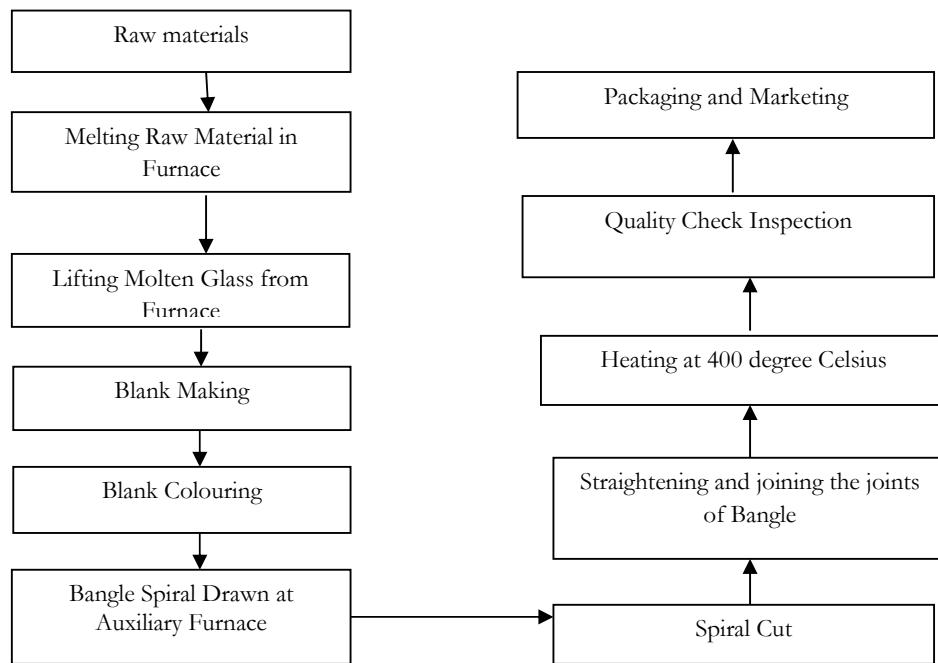 Raw materials
Melting Raw Material in
Furnace
Lifting Molten Glass from
Furnace
Blank Making
Blank Colouring
Bangle Spiral Drawn at
Auxiliary Furnace
Spiral Cut
Straightening and joining the joints
of Bangle
Heating at 400 degree Celsius
Quality Check Inspection
Packaging and Marketing